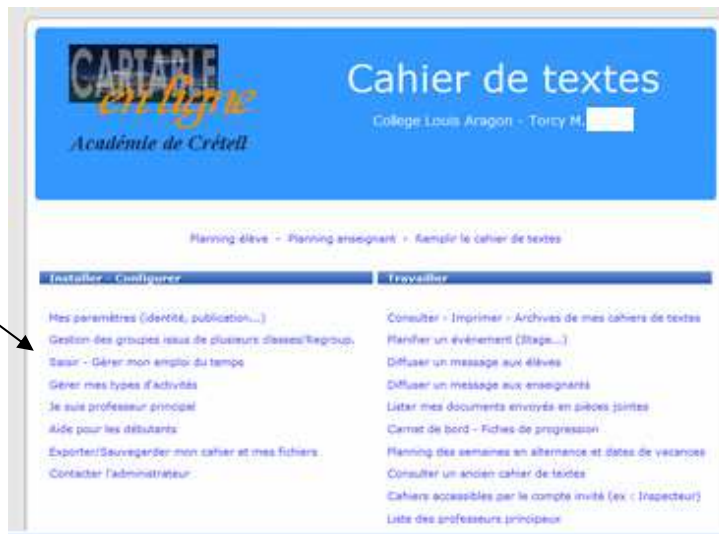 CARTABLE
en ligne
Académie de Créteil
Cahier de textes
College Louis Aragon - Torcy M.
Planning élève - Planning enseignant - Remplir le cahier de textes
Installer - Configurer
Mes paramètres (identité, publication...)
Gestion des groupes issus de plusieurs classes/Regroup.
Saisir - Gérer mon emploi du temps
Gérer mes types d'activités
Je suis professeur principal
Aide pour les débutants
Exporter/Sauvegarder mon cahier et mes fichiers
Contacter l'administrateur
Travailler
Consulter - Imprimer - Archives de mes cahiers de textes
Planifier un événement (Stage...)
Diffuser un message aux élèves
Diffuser un message aux enseignants
Lister mes documents envoyés en pièces jointes
Carnet de bord - Fiches de progression
Planning des semaines en alternance et dates de vacances
Consulter un ancien cahier de textes
Cahiers accessibles par le compte invité (ex : Inspecteur)
Liste des professeurs principaux